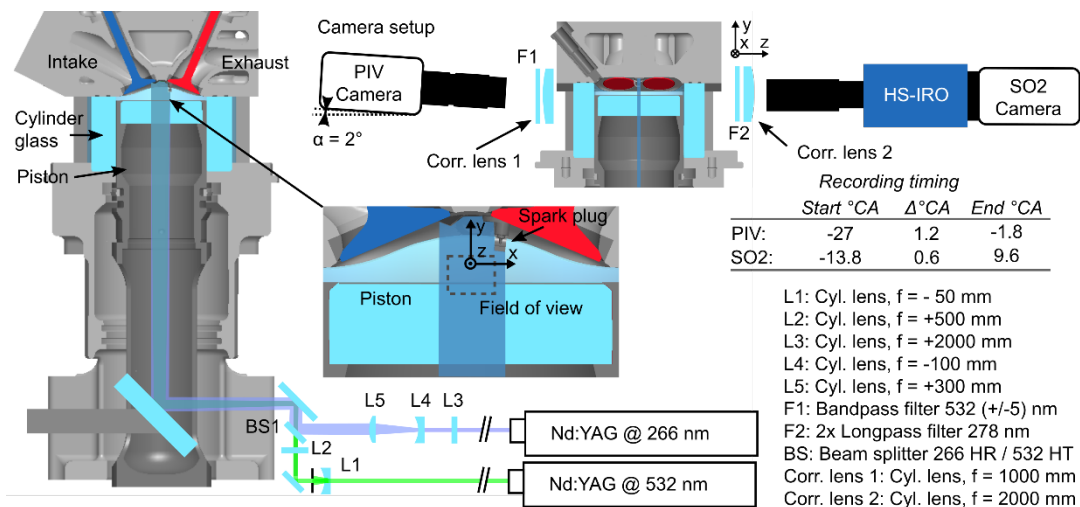 Camera setup
Intake
Exhaust
Cylinder
glass
Piston
PIV
Camera
α = 2°
F1
Corr. lens 1
y
x
z
F2
Corr. lens 2
HS-IRO
SO2
Camera
Recording timing
Start °CA Δ°CA End °CA
PIV: -27 1.2 -1.8
SO2: -13.8 0.6 9.6
Spark plug
y
z
x
Piston
Field of view
L1: Cyl. lens, f = - 50 mm
L2: Cyl. lens, f = +500 mm
L3: Cyl. lens, f = +2000 mm
L4: Cyl. lens, f = -100 mm
L5: Cyl. lens, f = +300 mm
F1: Bandpass filter 532 (+/-5) nm
F2: 2x Longpass filter 278 nm
BS: Beam splitter 266 HR / 532 HT
Corr. lens 1: Cyl. lens, f = 1000 mm
Corr. lens 2: Cyl. lens, f = 2000 mm
L5
L4
L3
BS1
L2
L1
Nd:YAG @ 266 nm
Nd:YAG @ 532 nm